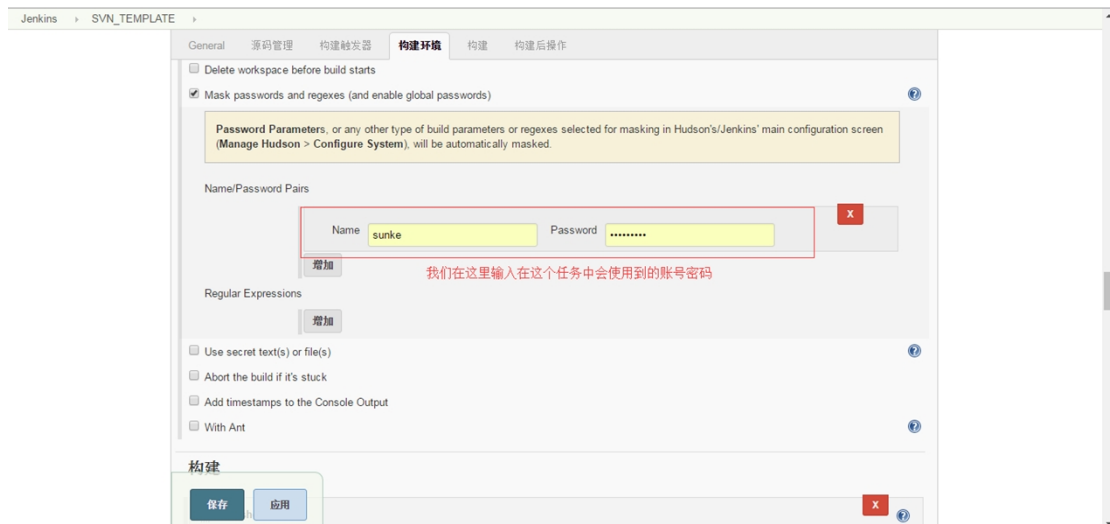 Jenkins SVN_TEMPLATE
General 源码管理 构建触发器 构建环境 构建 构建后操作
Delete workspace before build starts
Mask passwords and regexes (and enable global passwords)
Password Parameters, or any other type of build parameters or regexes selected for masking in Hudson's/Jenkins' main configuration screen
(Manage Hudson > Configure System), will be automatically masked.
Name/Password Pairs
X
Name sunke Password •••••••••
增加
我们在这里输入在这个任务中会使用到的账号密码
Regular Expressions
增加
Use secret text(s) or file(s)
Abort the build if it's stuck
Add timestamps to the Console Output
With Ant
构建
保存 应用
X